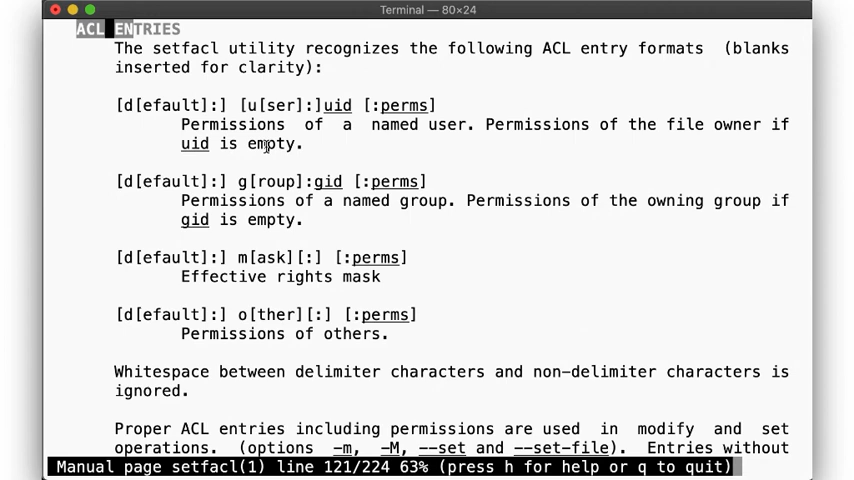 Terminal — 80×24
ACL ENTRIES
The setfacl utility recognizes the following ACL entry formats (blanks
inserted for clarity):
[d[efault]:] [u[ser]:]uid [:perms]
Permissions of a named user. Permissions of the file owner if
uid is empty.
[d[efault]:] g[roup]:gid [:perms]
Permissions of a named group. Permissions of the owning group if
gid is empty.
[d[efault]:] m[ask][:] [:perms]
Effective rights mask
[d[efault]:] o[ther][:] [:perms]
Permissions of others.
Whitespace between delimiter characters and non-delimiter characters is
ignored.
Proper ACL entries including permissions are used in modify and set
operations. (options -m, -M, --set and --set-file). Entries without
Manual page setfacl(1) line 121/224 63% (press h for help or q to quit)